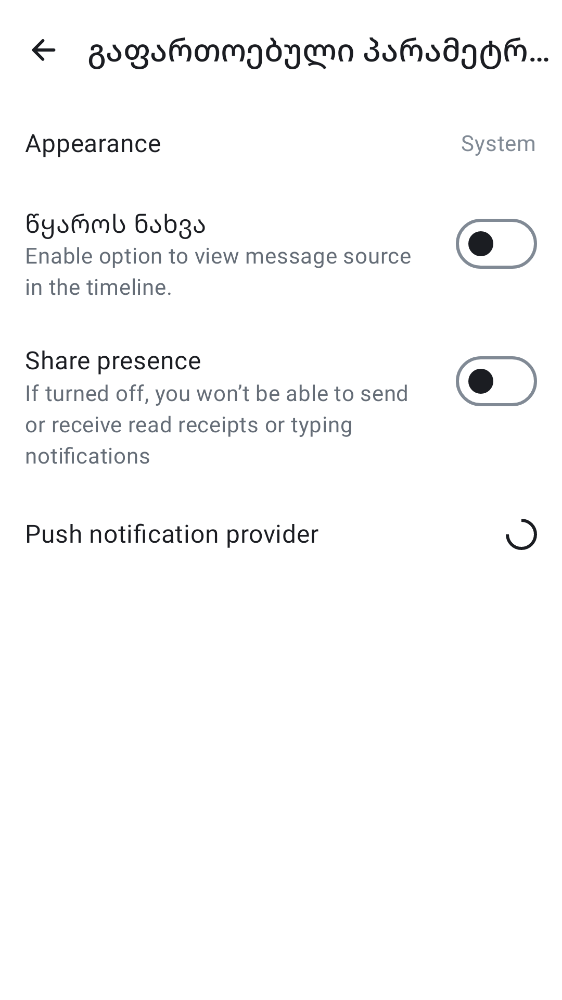 გაფართოებული პარამეტრ...
Appearance
System
წყაროს ნახვა
Enable option to view message source
in the timeline.
Share presence
If turned off, you won’t be able to send
or receive read receipts or typing
notifications
Push notification provider